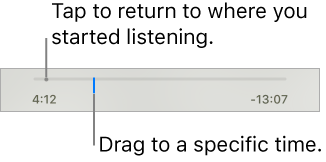 Tap to return to where you
started listening.
4:12
-13:07
Drag to a specific time.